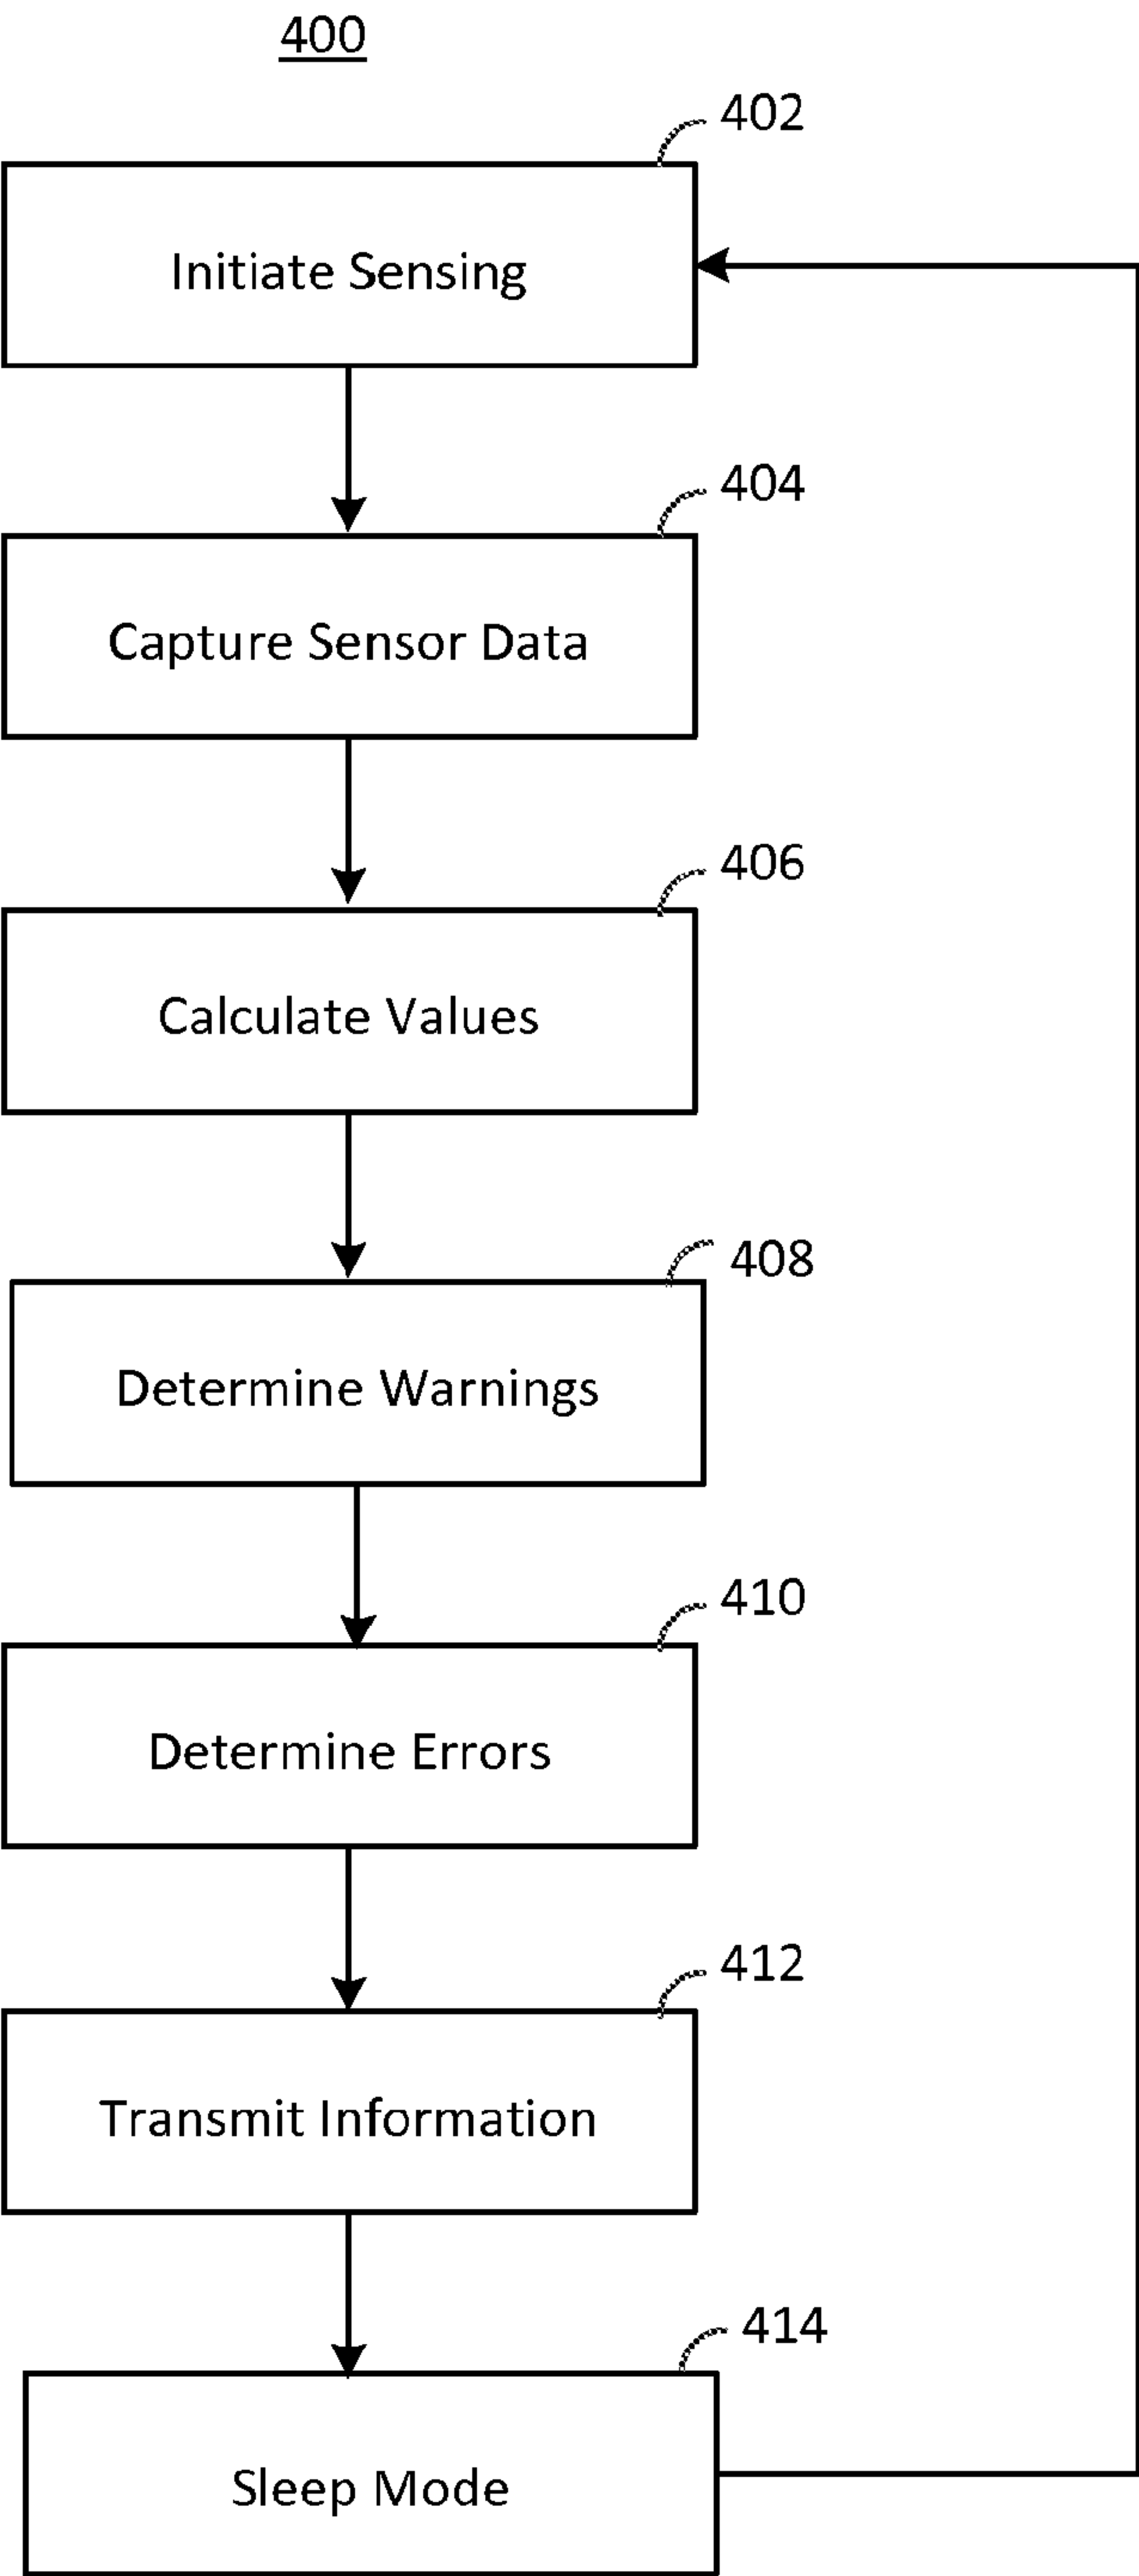 400
402
Initiate Sensing
404
Capture Sensor Data
406
Calculate Values
408
Determine Warnings
410
Determine Errors
412
Transmit Information
414
Sleep Mode